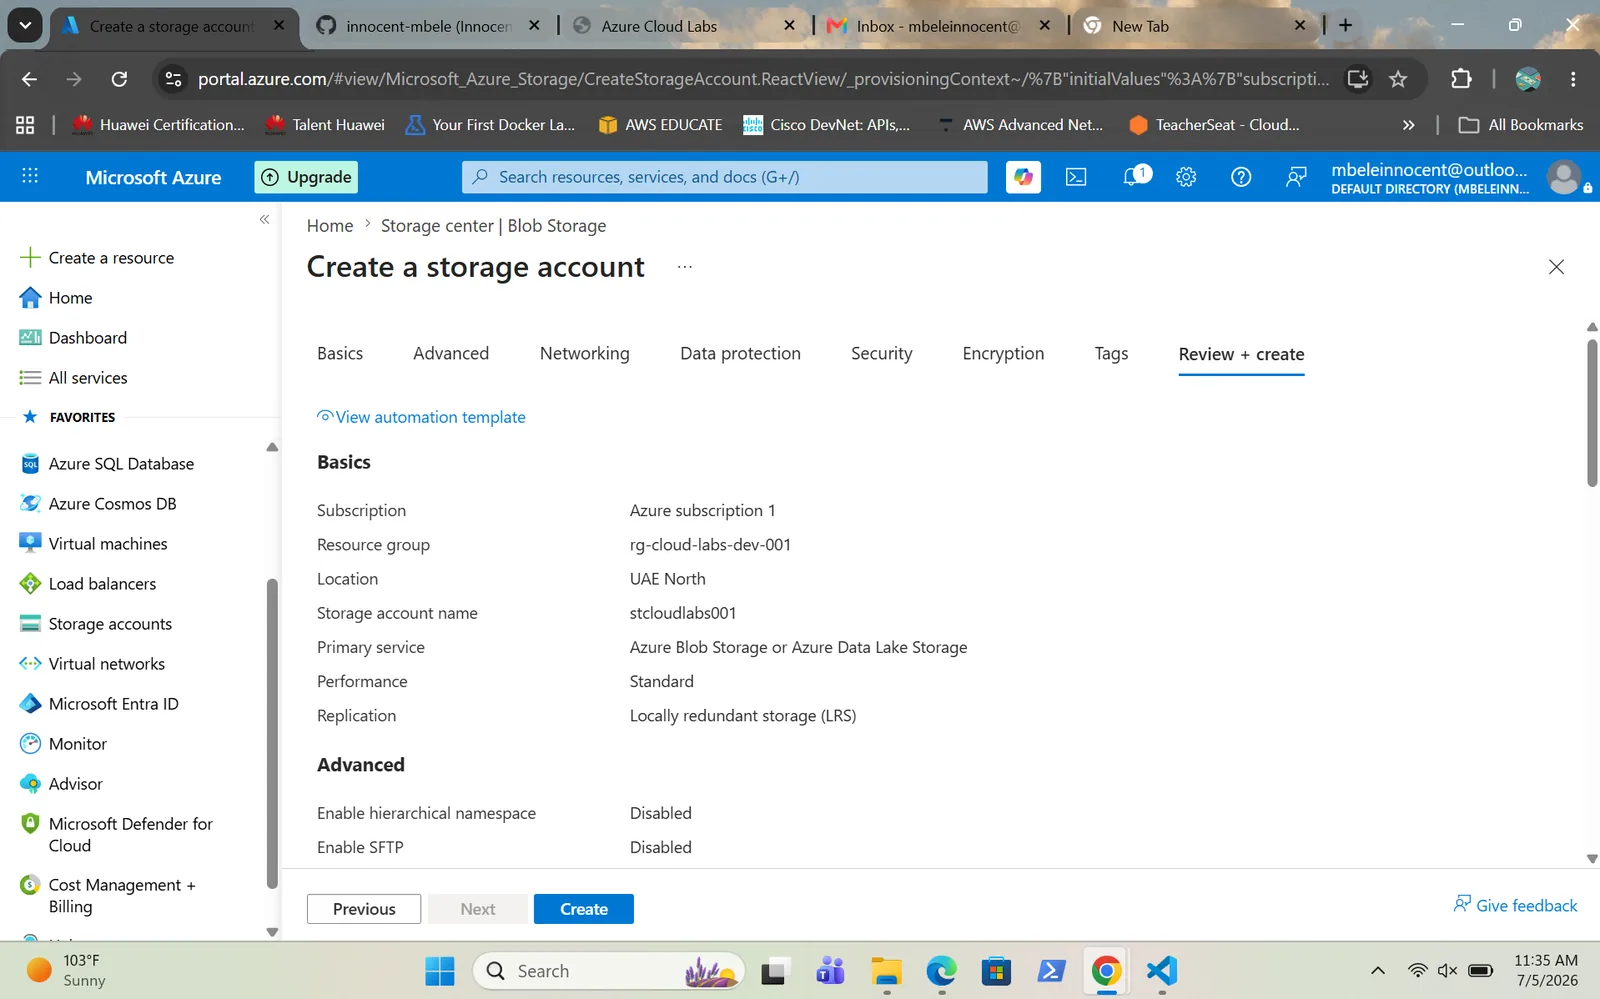 Create a storage account
innocent-mbele (Innocen
Azure Cloud Labs
Inbox - mbeleinnocent@
New Tab
portal.azure.com/#view/Microsoft_Azure_Storage/CreateStorageAccount.ReactView/_provisioningContext~/%7B"initialValues"%3A%7B"subscripti...
Huawei Certification...
Talent Huawei
Your First Docker La...
AWS EDUCATE
Cisco DevNet: APIs,...
AWS Advanced Net...
TeacherSeat - Cloud...
All Bookmarks
Microsoft Azure
Upgrade
Search resources, services, and docs (G+/)
1
mbeleinnocent@outloo...
DEFAULT DIRECTORY (MBELEINN...
Create a resource
Home
Dashboard
All services
FAVORITES
Azure SQL Database
Azure Cosmos DB
Virtual machines
Load balancers
Storage accounts
Virtual networks
Microsoft Entra ID
Monitor
Advisor
Microsoft Defender for
Cloud
Cost Management +
Billing
Home > Storage center | Blob Storage
Create a storage account ...
Basics
Advanced
Networking
Data protection
Security
Encryption
Tags
Review + create
View automation template
Basics
Subscription Azure subscription 1
Resource group rg-cloud-labs-dev-001
Location UAE North
Storage account name stcloudlabs001
Primary service Azure Blob Storage or Azure Data Lake Storage
Performance Standard
Replication Locally redundant storage (LRS)
Advanced
Enable hierarchical namespace Disabled
Enable SFTP Disabled
Previous
Next
Create
Give feedback
103°F
Sunny
Search
11:35 AM
7/5/2026